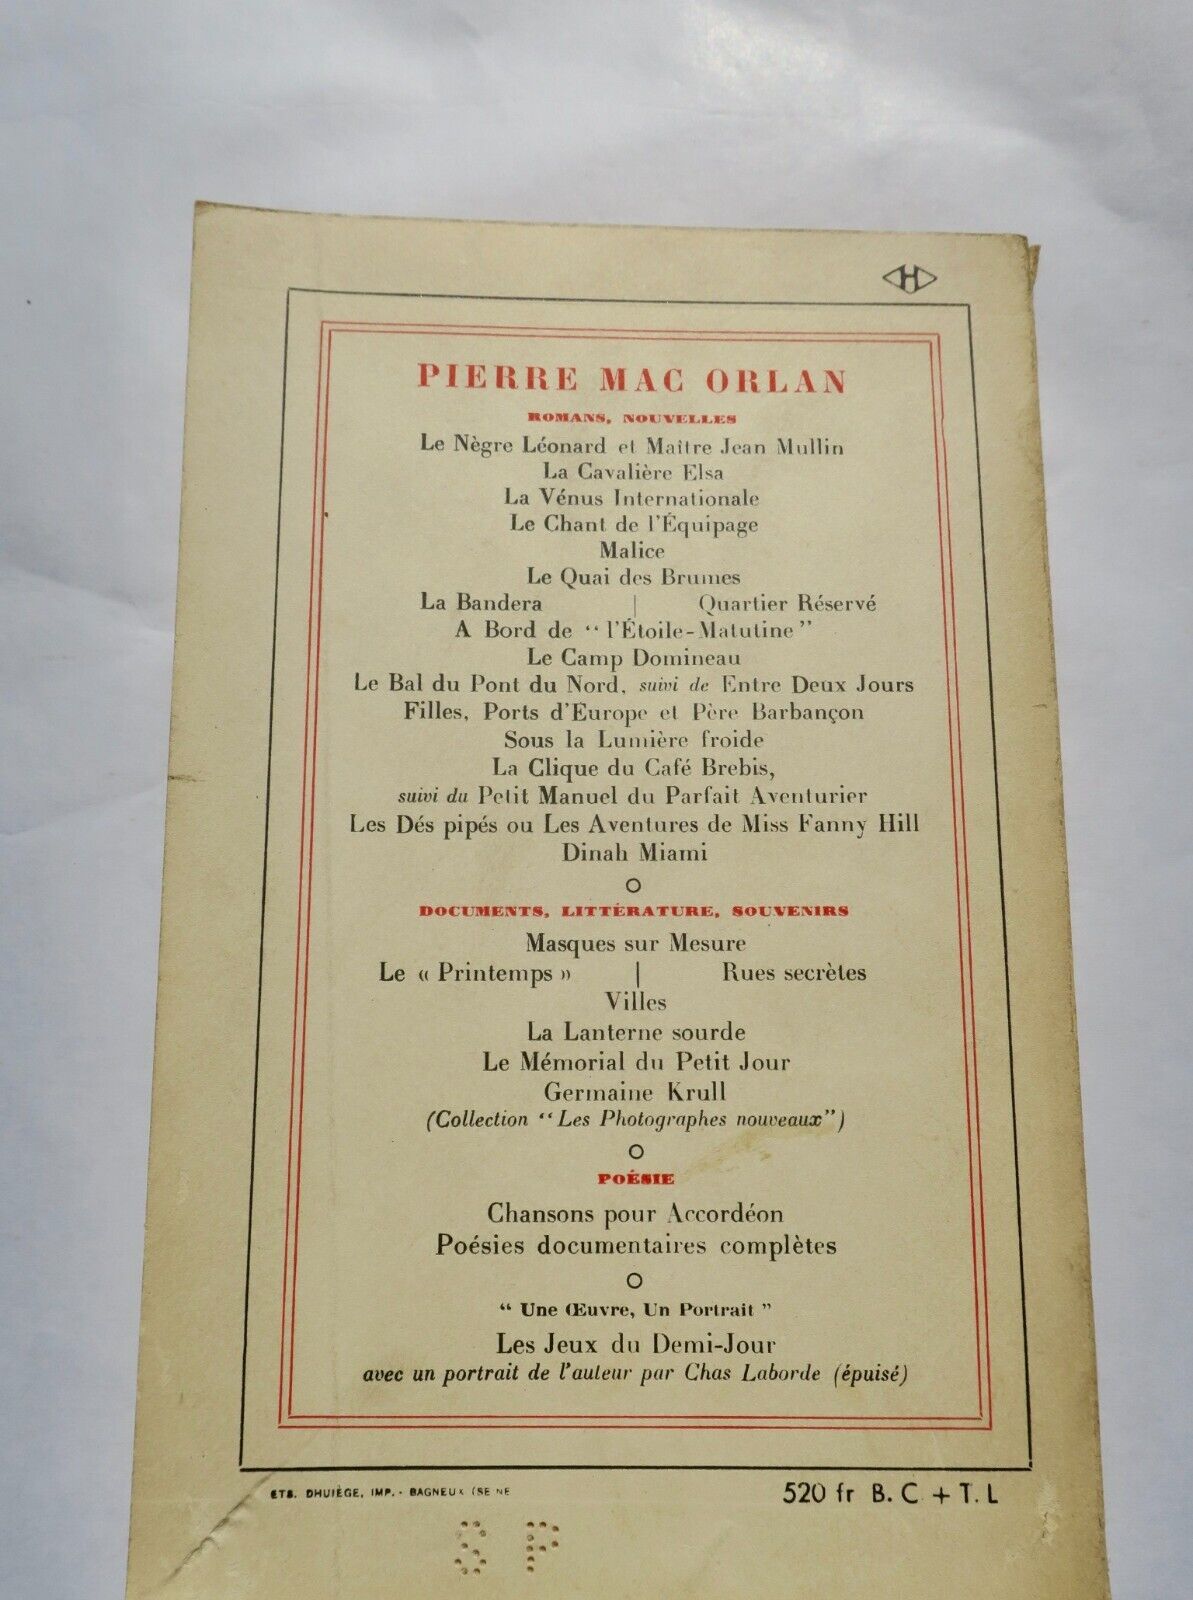 H
PIERRE MAC ORLAN
ROMANS, NOUVELLES
Le Nègre Léonard et Maître Jean Mullin
La Cavalière Elsa
La Vénus Internationale
Le Chant de l'Équipage
Malice
Le Quai des Brumes
La Bandera | Quartier Réservé
A Bord de “ l'Étoile-Matutine ”
Le Camp Domineau
Le Bal du Pont du Nord, suivi de Entre Deux Jours
Filles, Ports d'Europe et Père Barbançon
Sous la Lumière froide
La Clique du Café Brebis,
suivi du Petit Manuel du Parfait Aventurier
Les Dés pipés ou Les Aventures de Miss Fanny Hill
Dinah Miami
DOCUMENTS, LITTÉRATURE, SOUVENIRS
Masques sur Mesure
Le « Printemps » | Rues secrètes
Villes
La Lanterne sourde
Le Mémorial du Petit Jour
Germaine Krull
(Collection “ Les Photographes nouveaux”)
POÉSIE
Chansons pour Accordéon
Poésies documentaires complètes
“ Une Œuvre, Un Portrait ”
Les Jeux du Demi-Jour
avec un portrait de l'auteur par Chas Laborde (épuisé)
ETS. DHUIÈGE, IMP. - BAGNEUX (SEINE
520 fr B. C + T. L
S P